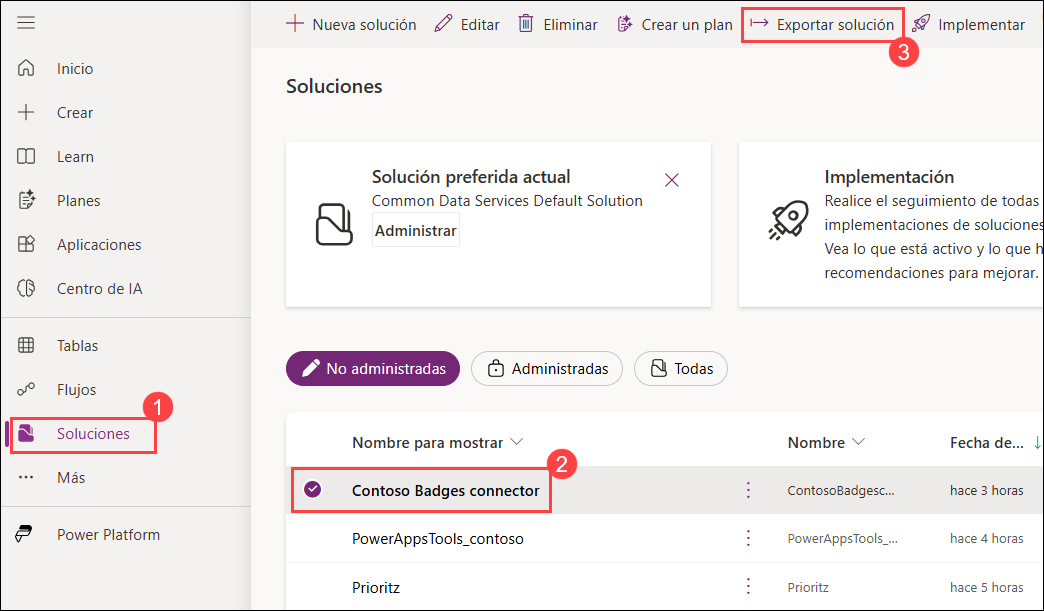 Nueva solución
Editar
Eliminar
Crear un plan
Exportar solución
Implementar
3
Inicio
Crear
Learn
Planes
Aplicaciones
Centro de IA
Tablas
Flujos
1
Soluciones
Más
Power Platform
Soluciones
Solución preferida actual
Common Data Services Default Solution
Administrar
Implementación
Realice el seguimiento de todas
implementaciones de soluciones
Vea lo que está activo y lo que h
recomendaciones para mejorar.
No administradas
Administradas
Todas
Nombre para mostrar
Nombre
Fecha de...
2
Contoso Badges connector
ContosoBadgesc...
hace 3 horas
PowerAppsTools_contoso
PowerAppsTools_...
hace 4 horas
Prioritz
Prioritz
hace 5 horas